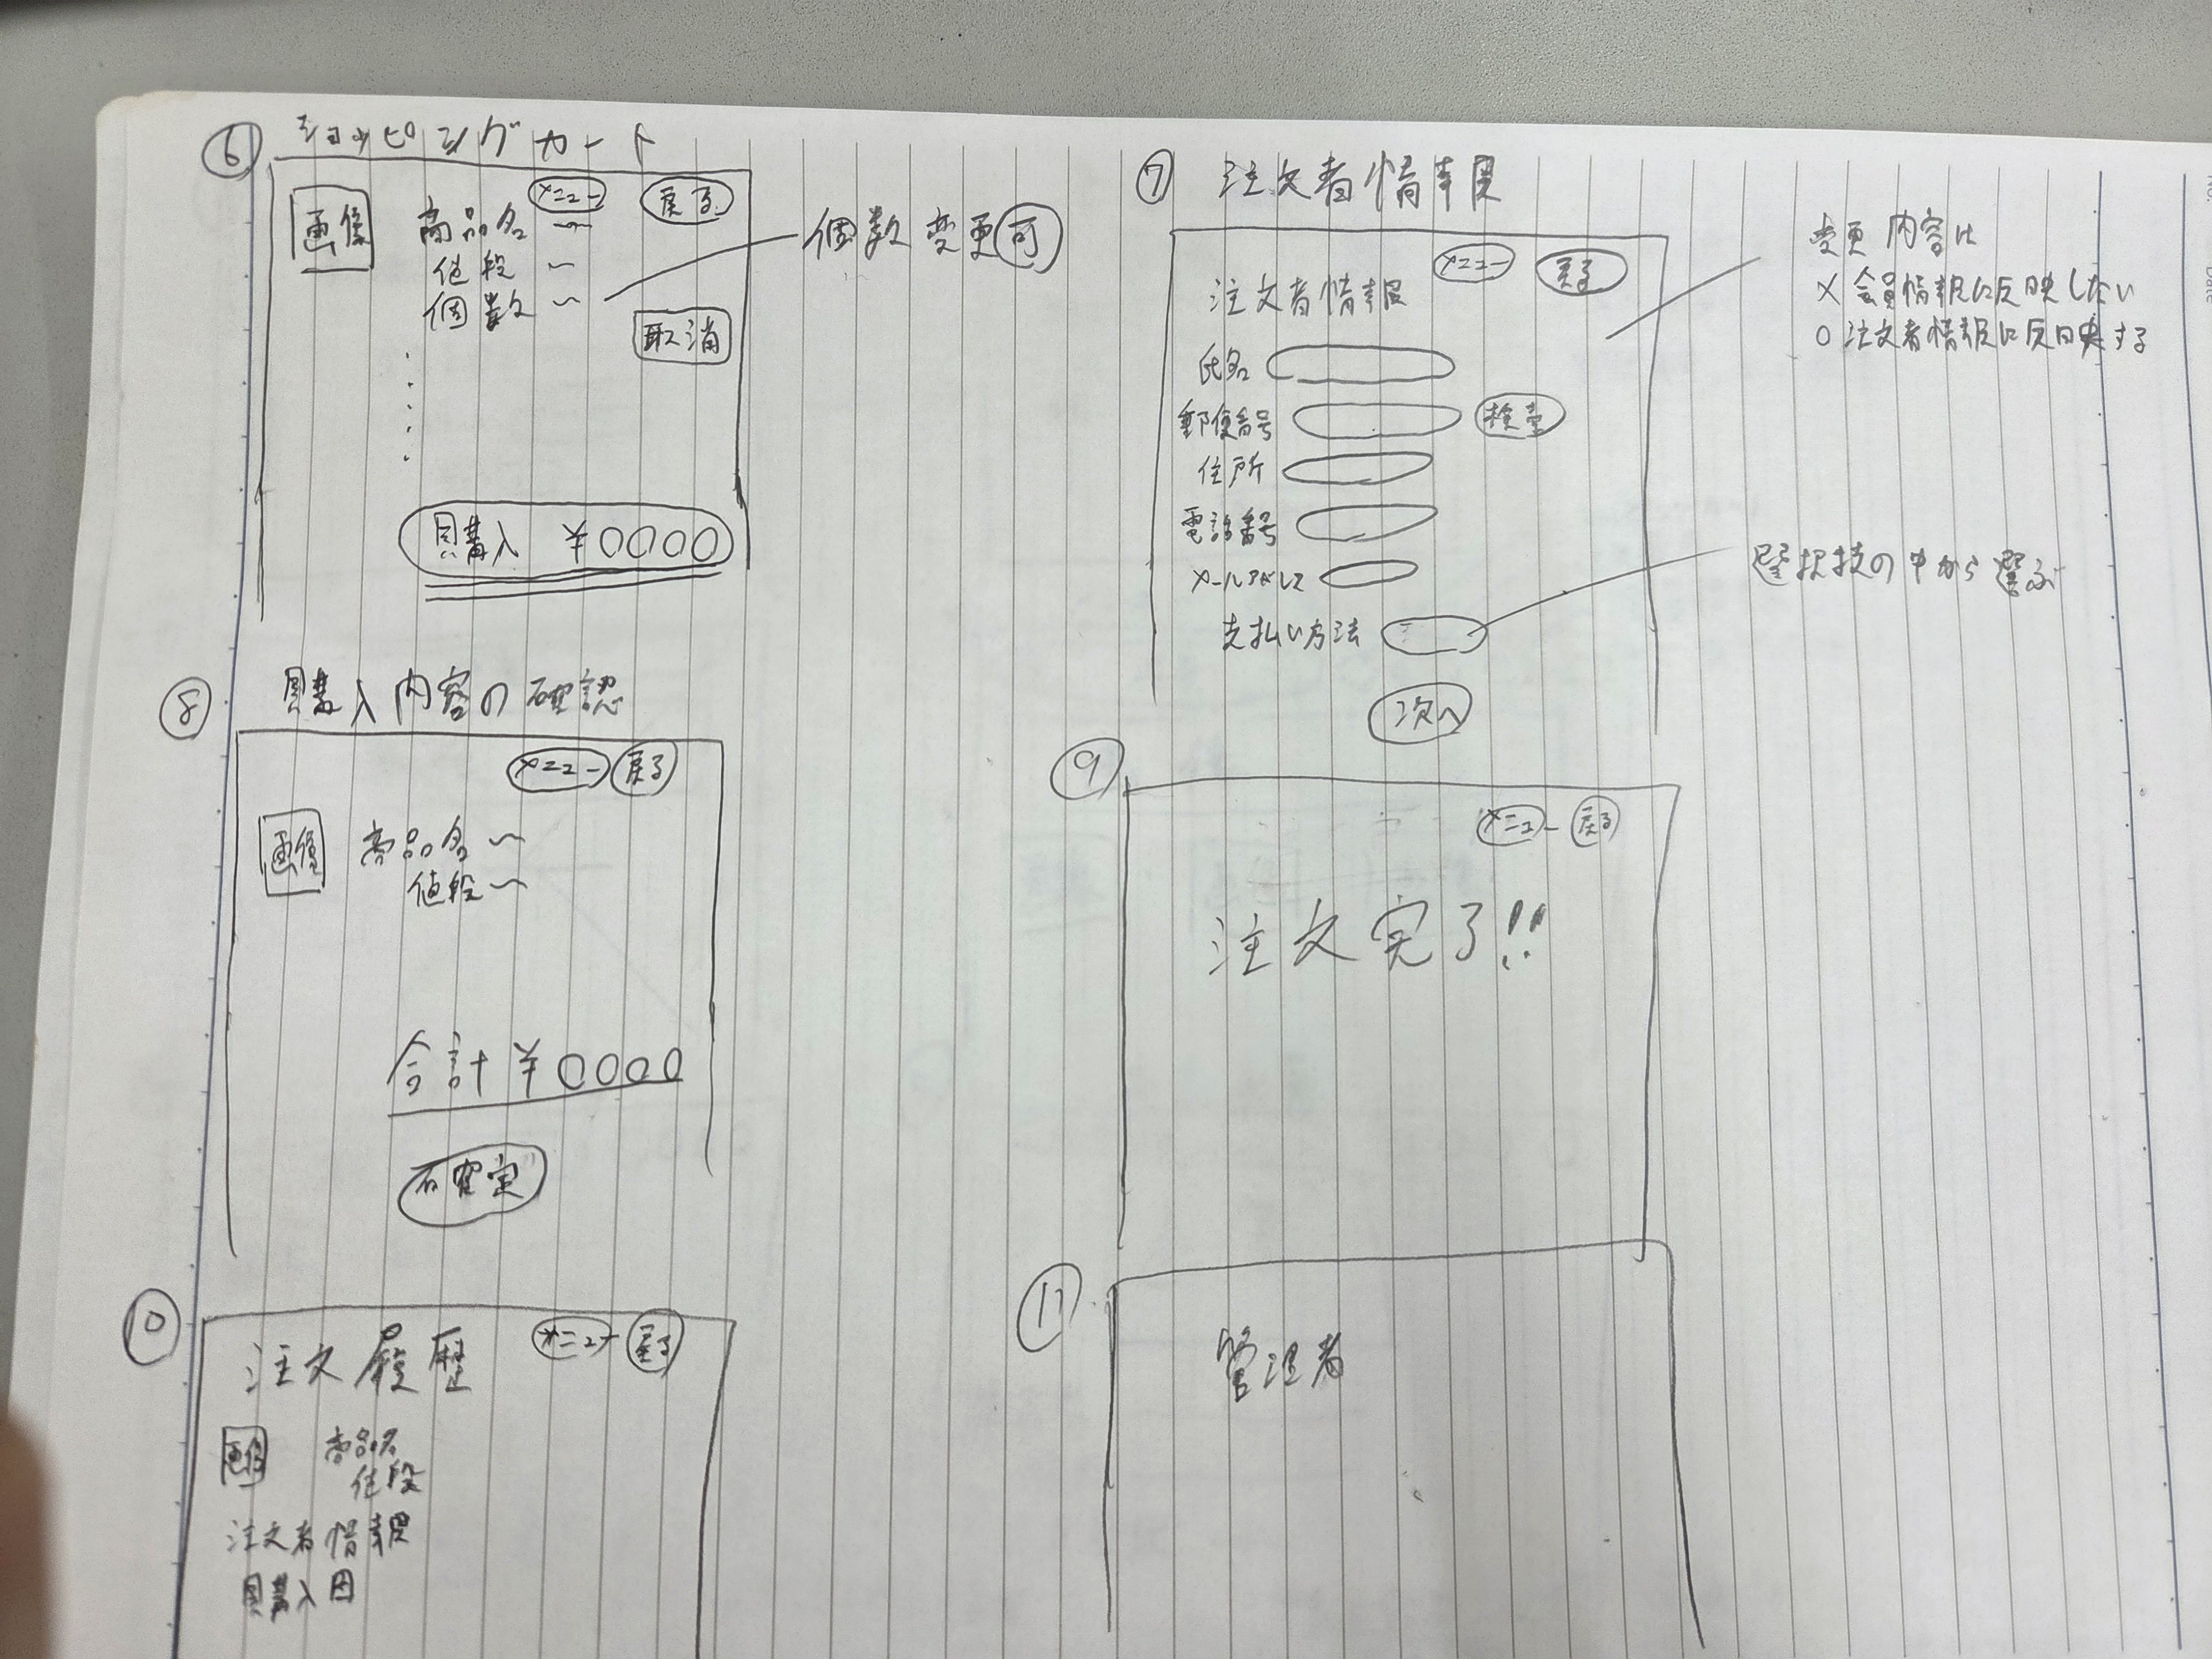 ⑥ ショッピングカート
メニュー 戻る
画像 商品名 〜
値段 〜
個数 〜
個数変更可
取消
購入 ¥0000
⑦ 注文者情報
メニュー 戻る
注文者情報
変更内容は
× 会員情報に反映しない
○ 注文者情報に反映する
氏名
郵便番号 検索
住所
電話番号
メールアドレス
支払い方法
選択技の中から選ぶ
次へ
⑧ 購入内容の確認
メニュー 戻る
画像 商品名 〜
値段 〜
合計 ¥0000
確定
⑨
メニュー 戻る
注文完了!!
⑩
注文履歴 メニュー 戻る
画像 商品名
値段
注文者情報
購入日
⑪
管理者